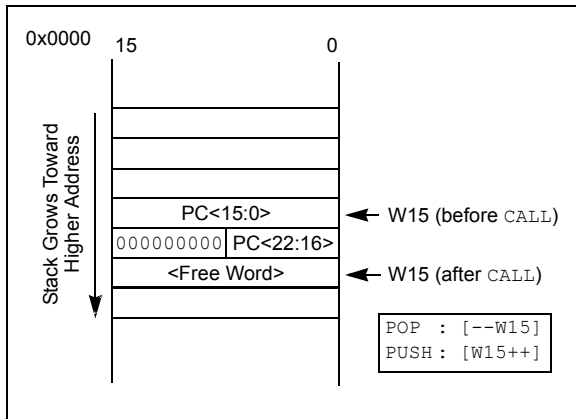 0x0000
15 0
Stack Grows Toward
Higher Address
PC<15:0>
W15 (before CALL)
000000000 PC<22:16>
<Free Word>
W15 (after CALL)
POP : [--W15]
PUSH : [W15++]